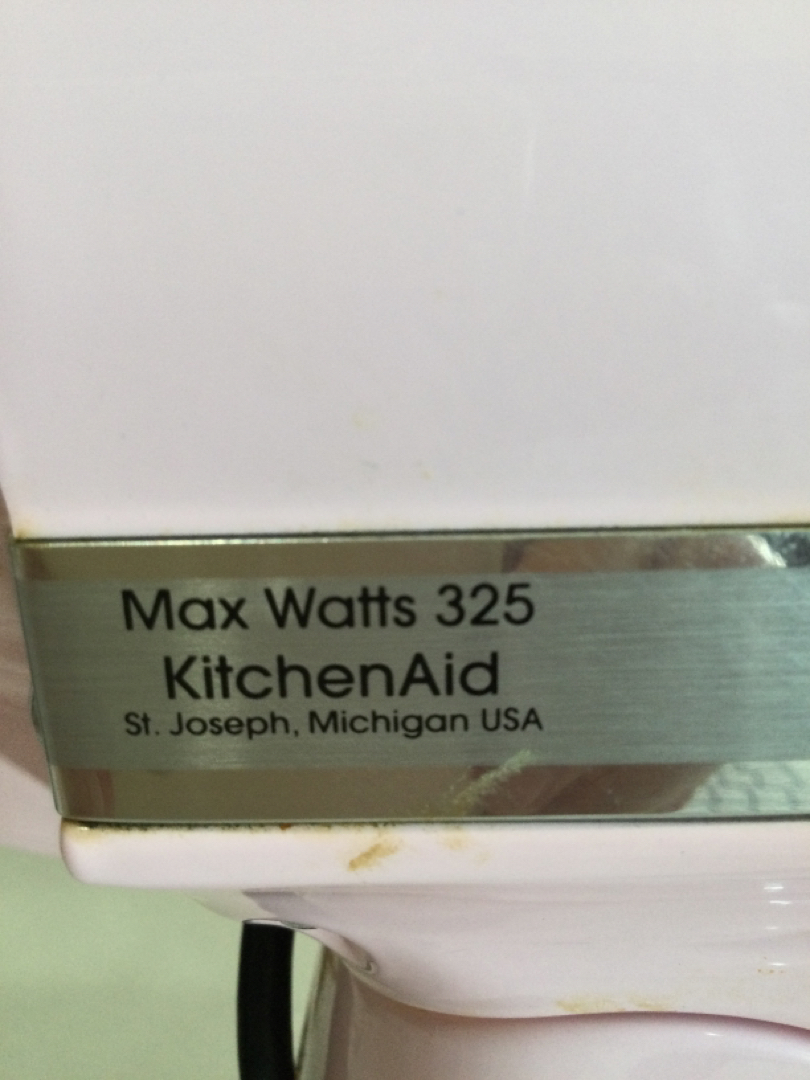 Max Watts 325
KitchenAid
St. Joseph, Michigan USA